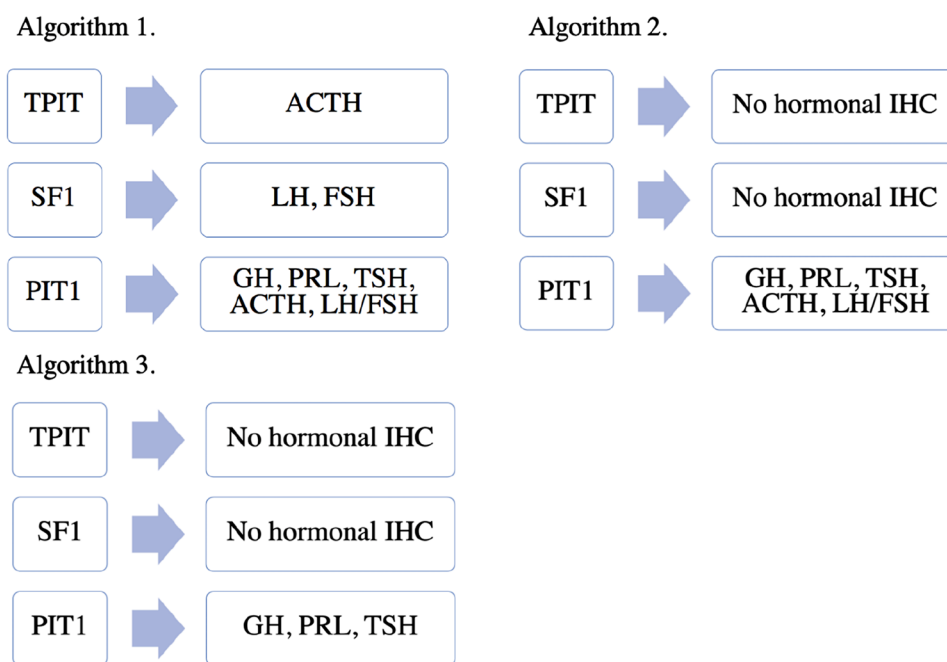 Algorithm 1.
TPIT
ACTH
SF1
LH, FSH
PIT1
GH, PRL, TSH,
ACTH, LH/FSH
Algorithm 2.
TPIT
No hormonal IHC
SF1
No hormonal IHC
PIT1
GH, PRL, TSH,
ACTH, LH/FSH
Algorithm 3.
TPIT
No hormonal IHC
SF1
No hormonal IHC
PIT1
GH, PRL, TSH